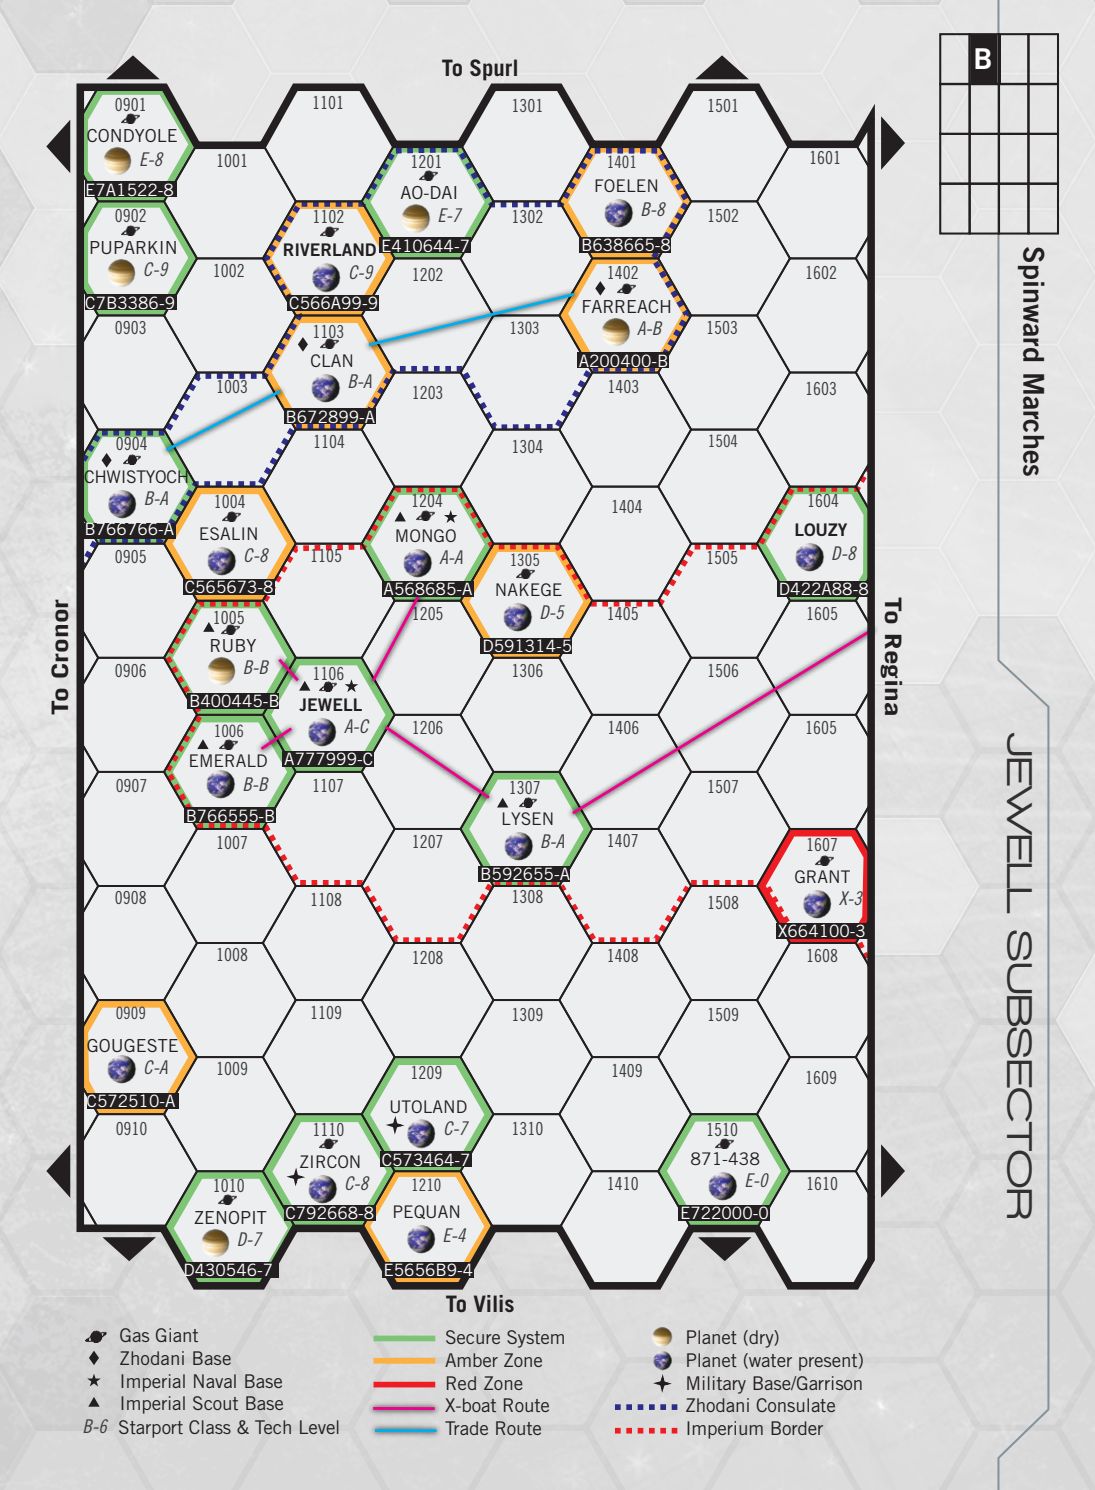 To Spurl
B
Spinward Marches
JEWELL SUBSECTOR
To Cronor
To Regina
0901
CONDYOLE
E-8
E7A1522-8
1001
1101
1201
AO-DAI
E-7
E410644-7
1301
1401
FOELEN
B-8
B638665-8
1501
1601
0902
PUPARKIN
C-9
C7B3386-9
1002
1102
RIVERLAND
C-9
C566A99-9
1202
1302
1402
FARREACH
A-B
A200400-B
1502
1602
0903
1003
1103
CLAN
B-A
B672899-A
1203
1303
1403
1503
1603
0904
CHWISTYOCH
B-A
B766766-A
1004
ESALIN
C-8
C565673-8
1104
1204
MONGO
A-A
A568685-A
1304
1404
1504
1604
LOUZY
D-8
D422A88-8
0905
1005
RUBY
B-B
B400445-B
1105
1205
1305
NAKEGE
D-5
D591314-5
1405
1505
1605
0906
1006
EMERALD
B-B
B766555-B
1106
JEWELL
A-C
A777999-C
1206
1306
1406
1506
1605
0907
1007
1107
1207
1307
LYSEN
B-A
B592655-A
1407
1507
1607
GRANT
X-3
X664100-3
0908
1008
1108
1208
1308
1408
1508
1608
0909
GOUGESTE
C-A
C572510-A
1009
1109
1209
UTOLAND
C-7
C573464-7
1309
1409
1509
1609
0910
1010
ZENOPIT
D-7
D430546-7
1110
ZIRCON
C-8
C792668-8
1210
PEQUAN
E-4
E5656B9-4
1310
1410
1510
871-438
E-0
E722000-0
1610
To Vilis
Gas Giant
Zhodani Base
Imperial Naval Base
Imperial Scout Base
B-6 Starport Class & Tech Level
Secure System
Amber Zone
Red Zone
X-boat Route
Trade Route
Planet (dry)
Planet (water present)
Military Base/Garrison
Zhodani Consulate
Imperium Border